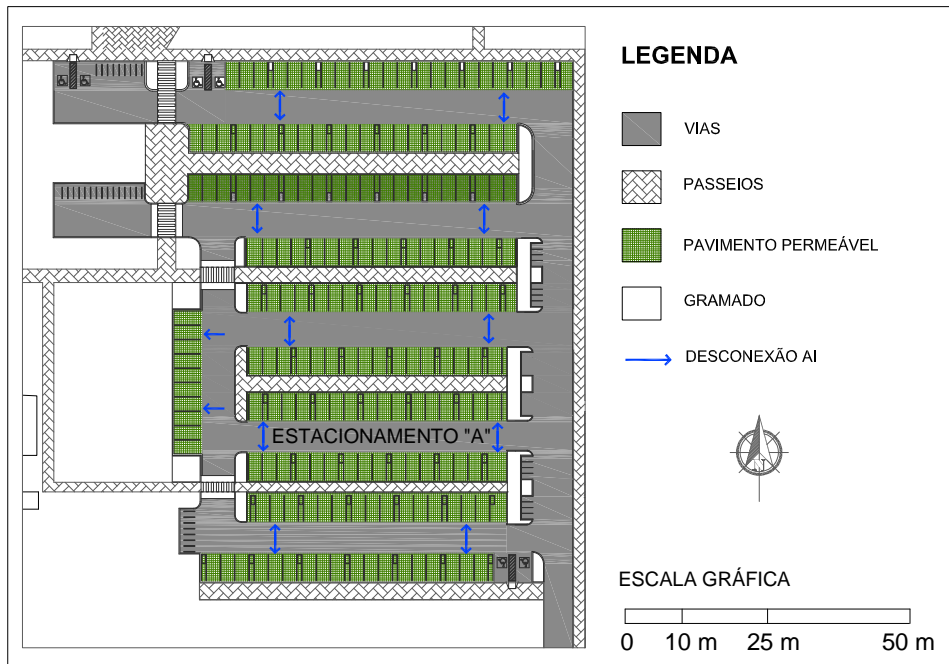 LEGENDA
VIAS
PASSEIOS
PAVIMENTO PERMEÁVEL
GRAMADO
DESCONEXÃO AI
ESTACIONAMENTO "A"
ESCALA GRÁFICA
0 10 m 25 m 50 m